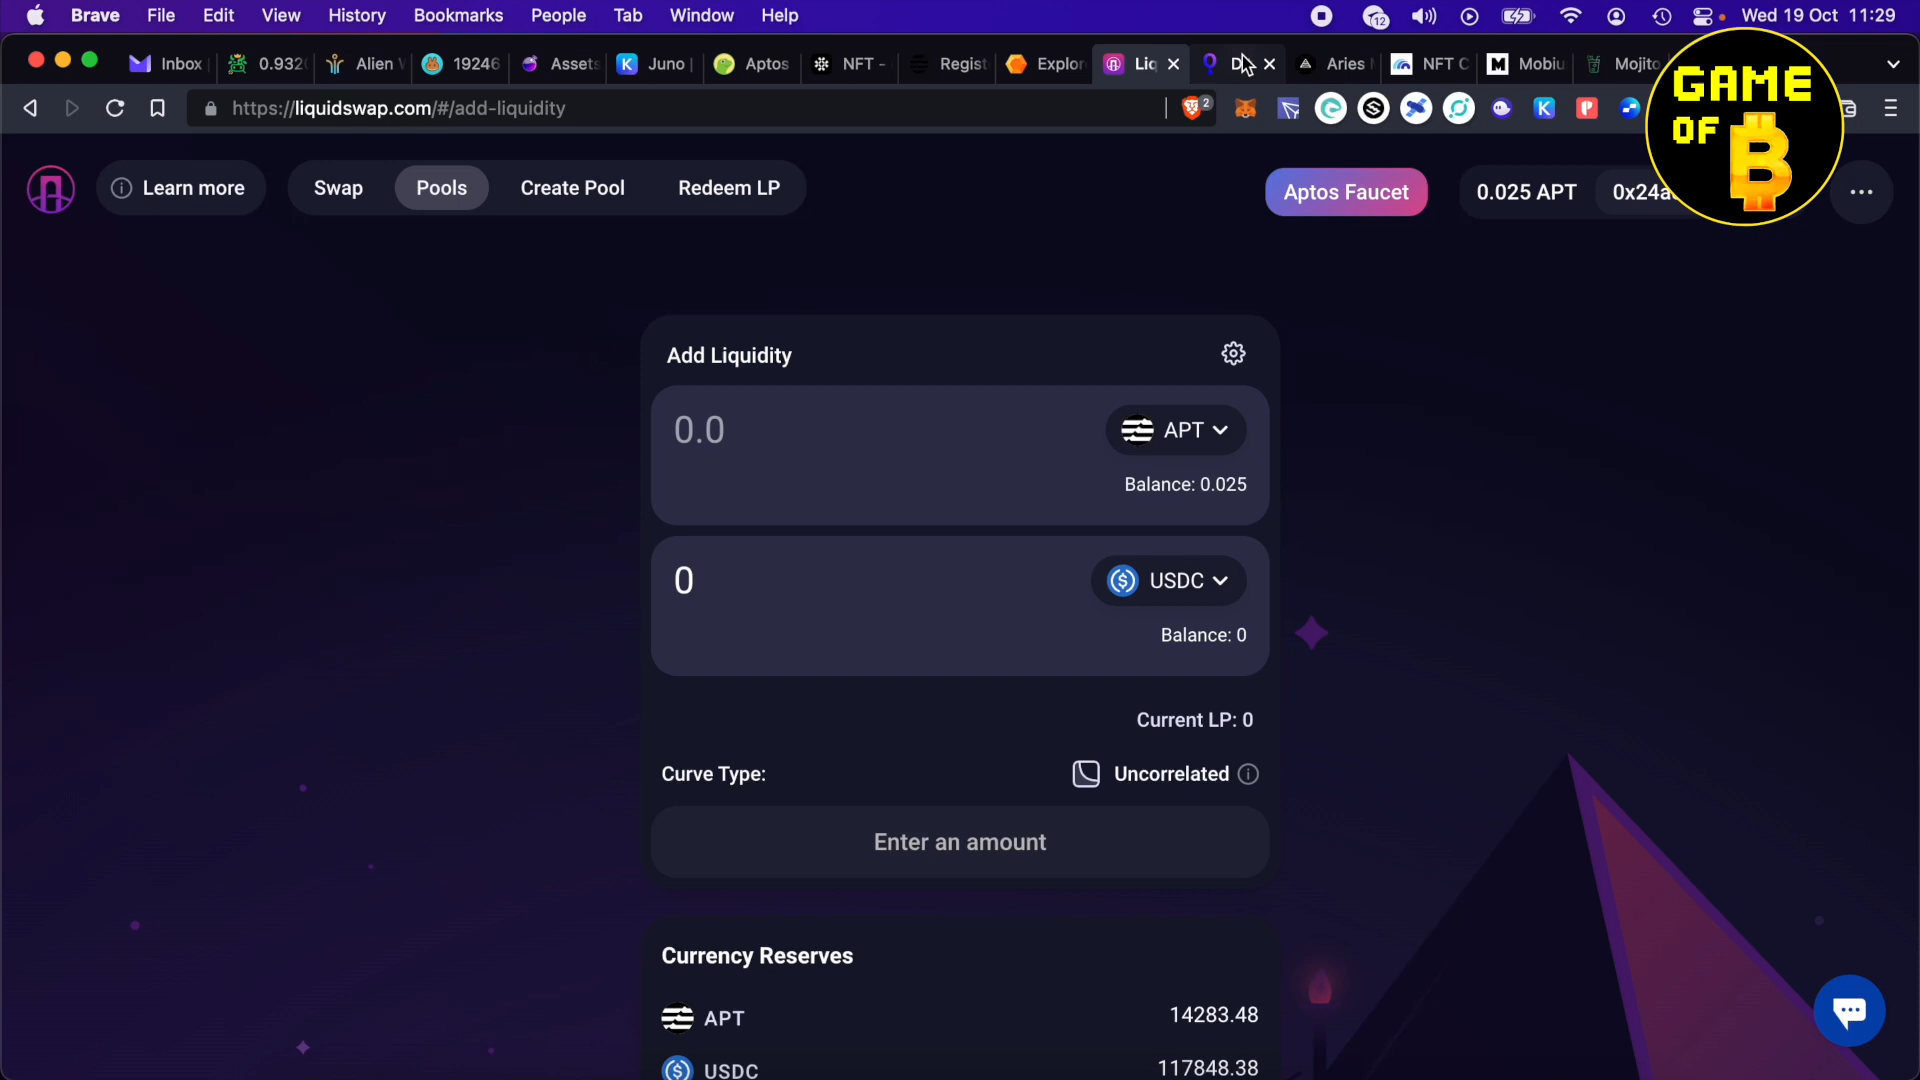 Brave File Edit View History Bookmarks People Tab Window Help 12 Wed 19 Oct 11:29
Inbox 0.932 Alien 19246 Assets K Juno Aptos NFT - Regist Explor Liq D Aries NFT C M Mobiu Mojito
https://liquidswap.com/#/add-liquidity 2
GAME
OF B
Learn more Swap Pools Create Pool Redeem LP Aptos Faucet 0.025 APT
Add Liquidity
0.0 APT
Balance: 0.025
0 USDC
Balance: 0
Current LP: 0
Curve Type: Uncorrelated
Enter an amount
Currency Reserves
APT 14283.48
USDC 117848.38